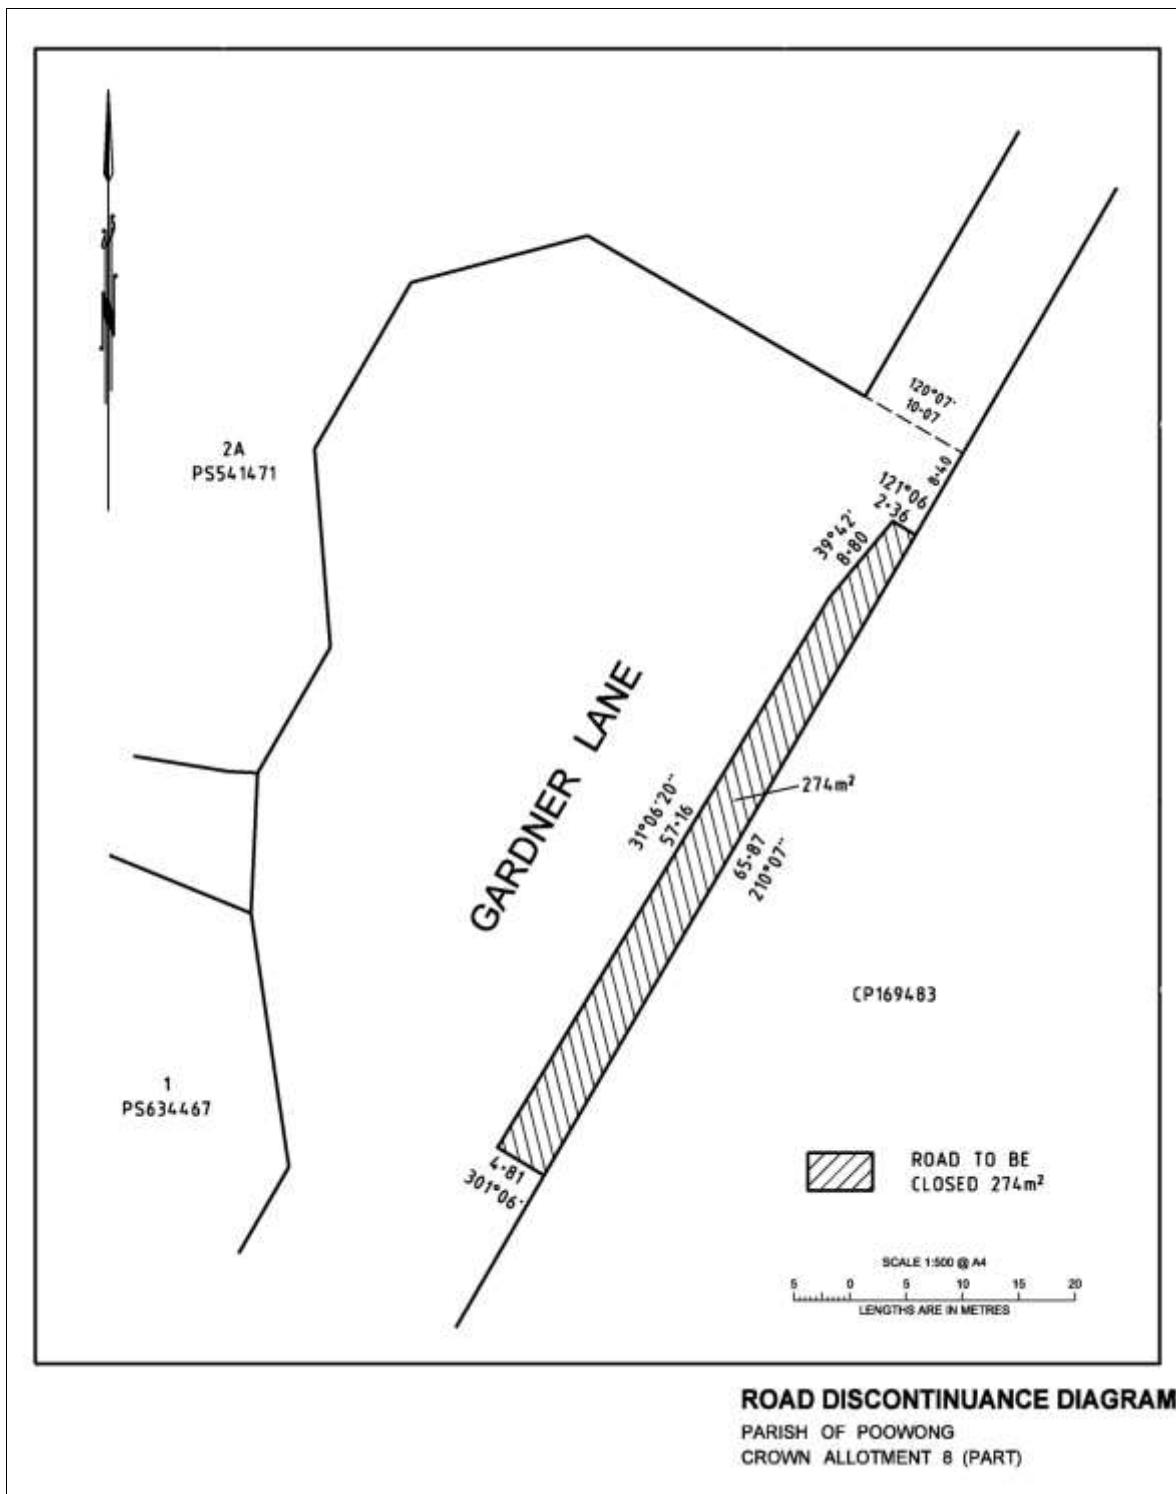 120°07'
10·07
8·40
121°06
2·36
39°42'
8·80
2A
PS541471
GARDNER LANE
274m²
31°06'20"
57·16
65·87
210°07"
CP169483
1
PS634467
4·81
301°06'
ROAD TO BE
CLOSED 274m²
SCALE 1:500 @ A4
5 0 5 10 15 20
LENGTHS ARE IN METRES
ROAD DISCONTINUANCE DIAGRAM
PARISH OF POOWONG
CROWN ALLOTMENT 8 (PART)